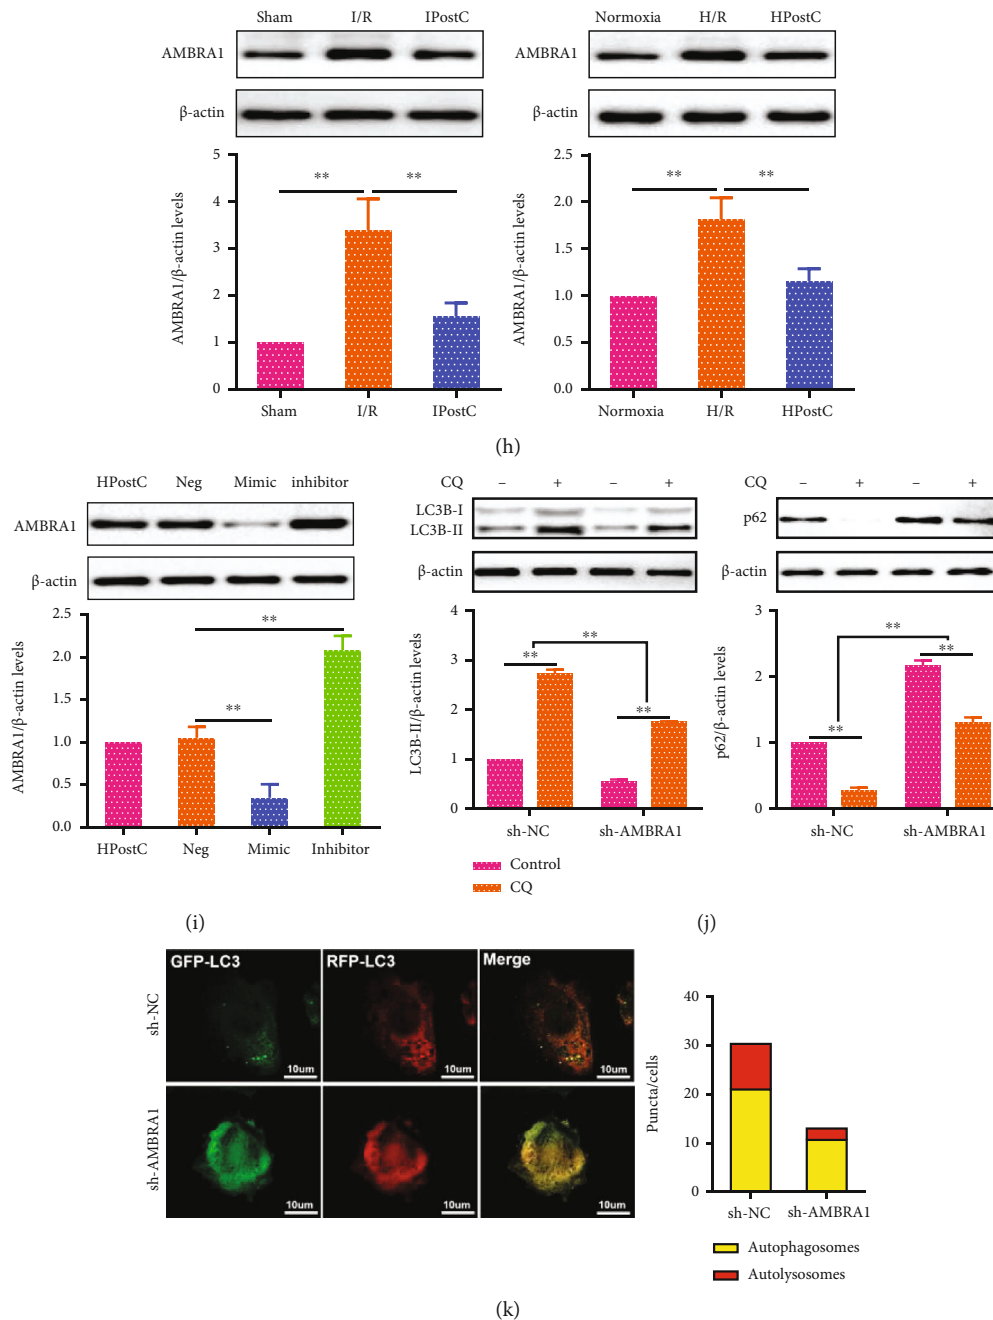 Sham I/R IPostC
AMBRA1
β-actin
AMBRA1/β-actin levels
5
4
3
2
1
0
** **
Sham I/R IPostC
Normoxia H/R HPostC
AMBRA1
β-actin
AMBRA1/β-actin levels
2.5
2.0
1.5
1.0
0.5
0.0
** **
Normoxia H/R HPostC
(h)
HPostC Neg Mimic inhibitor
AMBRA1
β-actin
AMBRA1/β-actin levels
2.5
2.0
1.5
1.0
0.5
0.0
**
**
HPostC Neg Mimic Inhibitor
(i)
CQ – + – +
LC3B-I
LC3B-II
β-actin
LC3B-II/β-actin levels
4
3
2
1
0
**
**
**
sh-NC sh-AMBRA1
Control
CQ
CQ – + – +
p62
β-actin
p62/β-actin levels
3
2
1
0
**
**
**
sh-NC sh-AMBRA1
(j)
GFP-LC3 RFP-LC3 Merge
sh-NC
10um 10um 10um
sh-AMBRA1
10um 10um 10um
Puncta/cells
40
30
20
10
0
sh-NC sh-AMBRA1
Autophagosomes
Autolysosomes
(k)